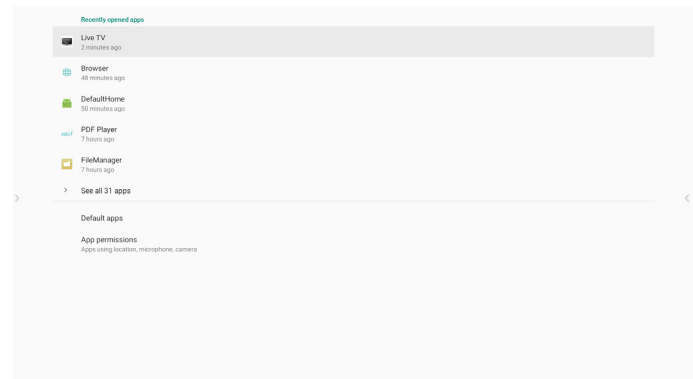 Recently opened apps
Live TV
2 minutes ago
Browser
48 minutes ago
DefaultHome
50 minutes ago
PDF Player
7 hours ago
FileManager
7 hours ago
See all 31 apps
Default apps
App permissions
Apps using location, microphone, camera